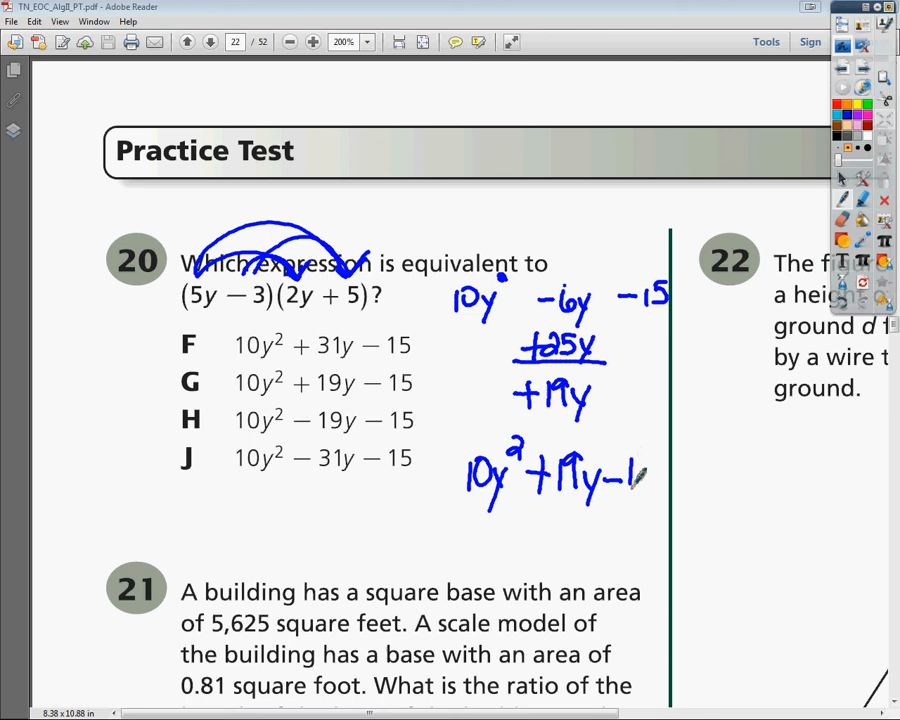 TN_EOC_AlgII_PT.pdf - Adobe Reader
File Edit View Window Help
22 / 52 200% Tools Sign
Practice Test
20 Which expression is equivalent to
(5y − 3)(2y + 5)?
F 10y² + 31y − 15
G 10y² + 19y − 15
H 10y² − 19y − 15
J 10y² − 31y − 15
10y² −6y −15
+25y
+19y
10y² +19y−1
21 A building has a square base with an area
of 5,625 square feet. A scale model of
the building has a base with an area of
0.81 square foot. What is the ratio of the
22 The
a height
ground d
by a wire
ground.
8.38 x 10.88 in